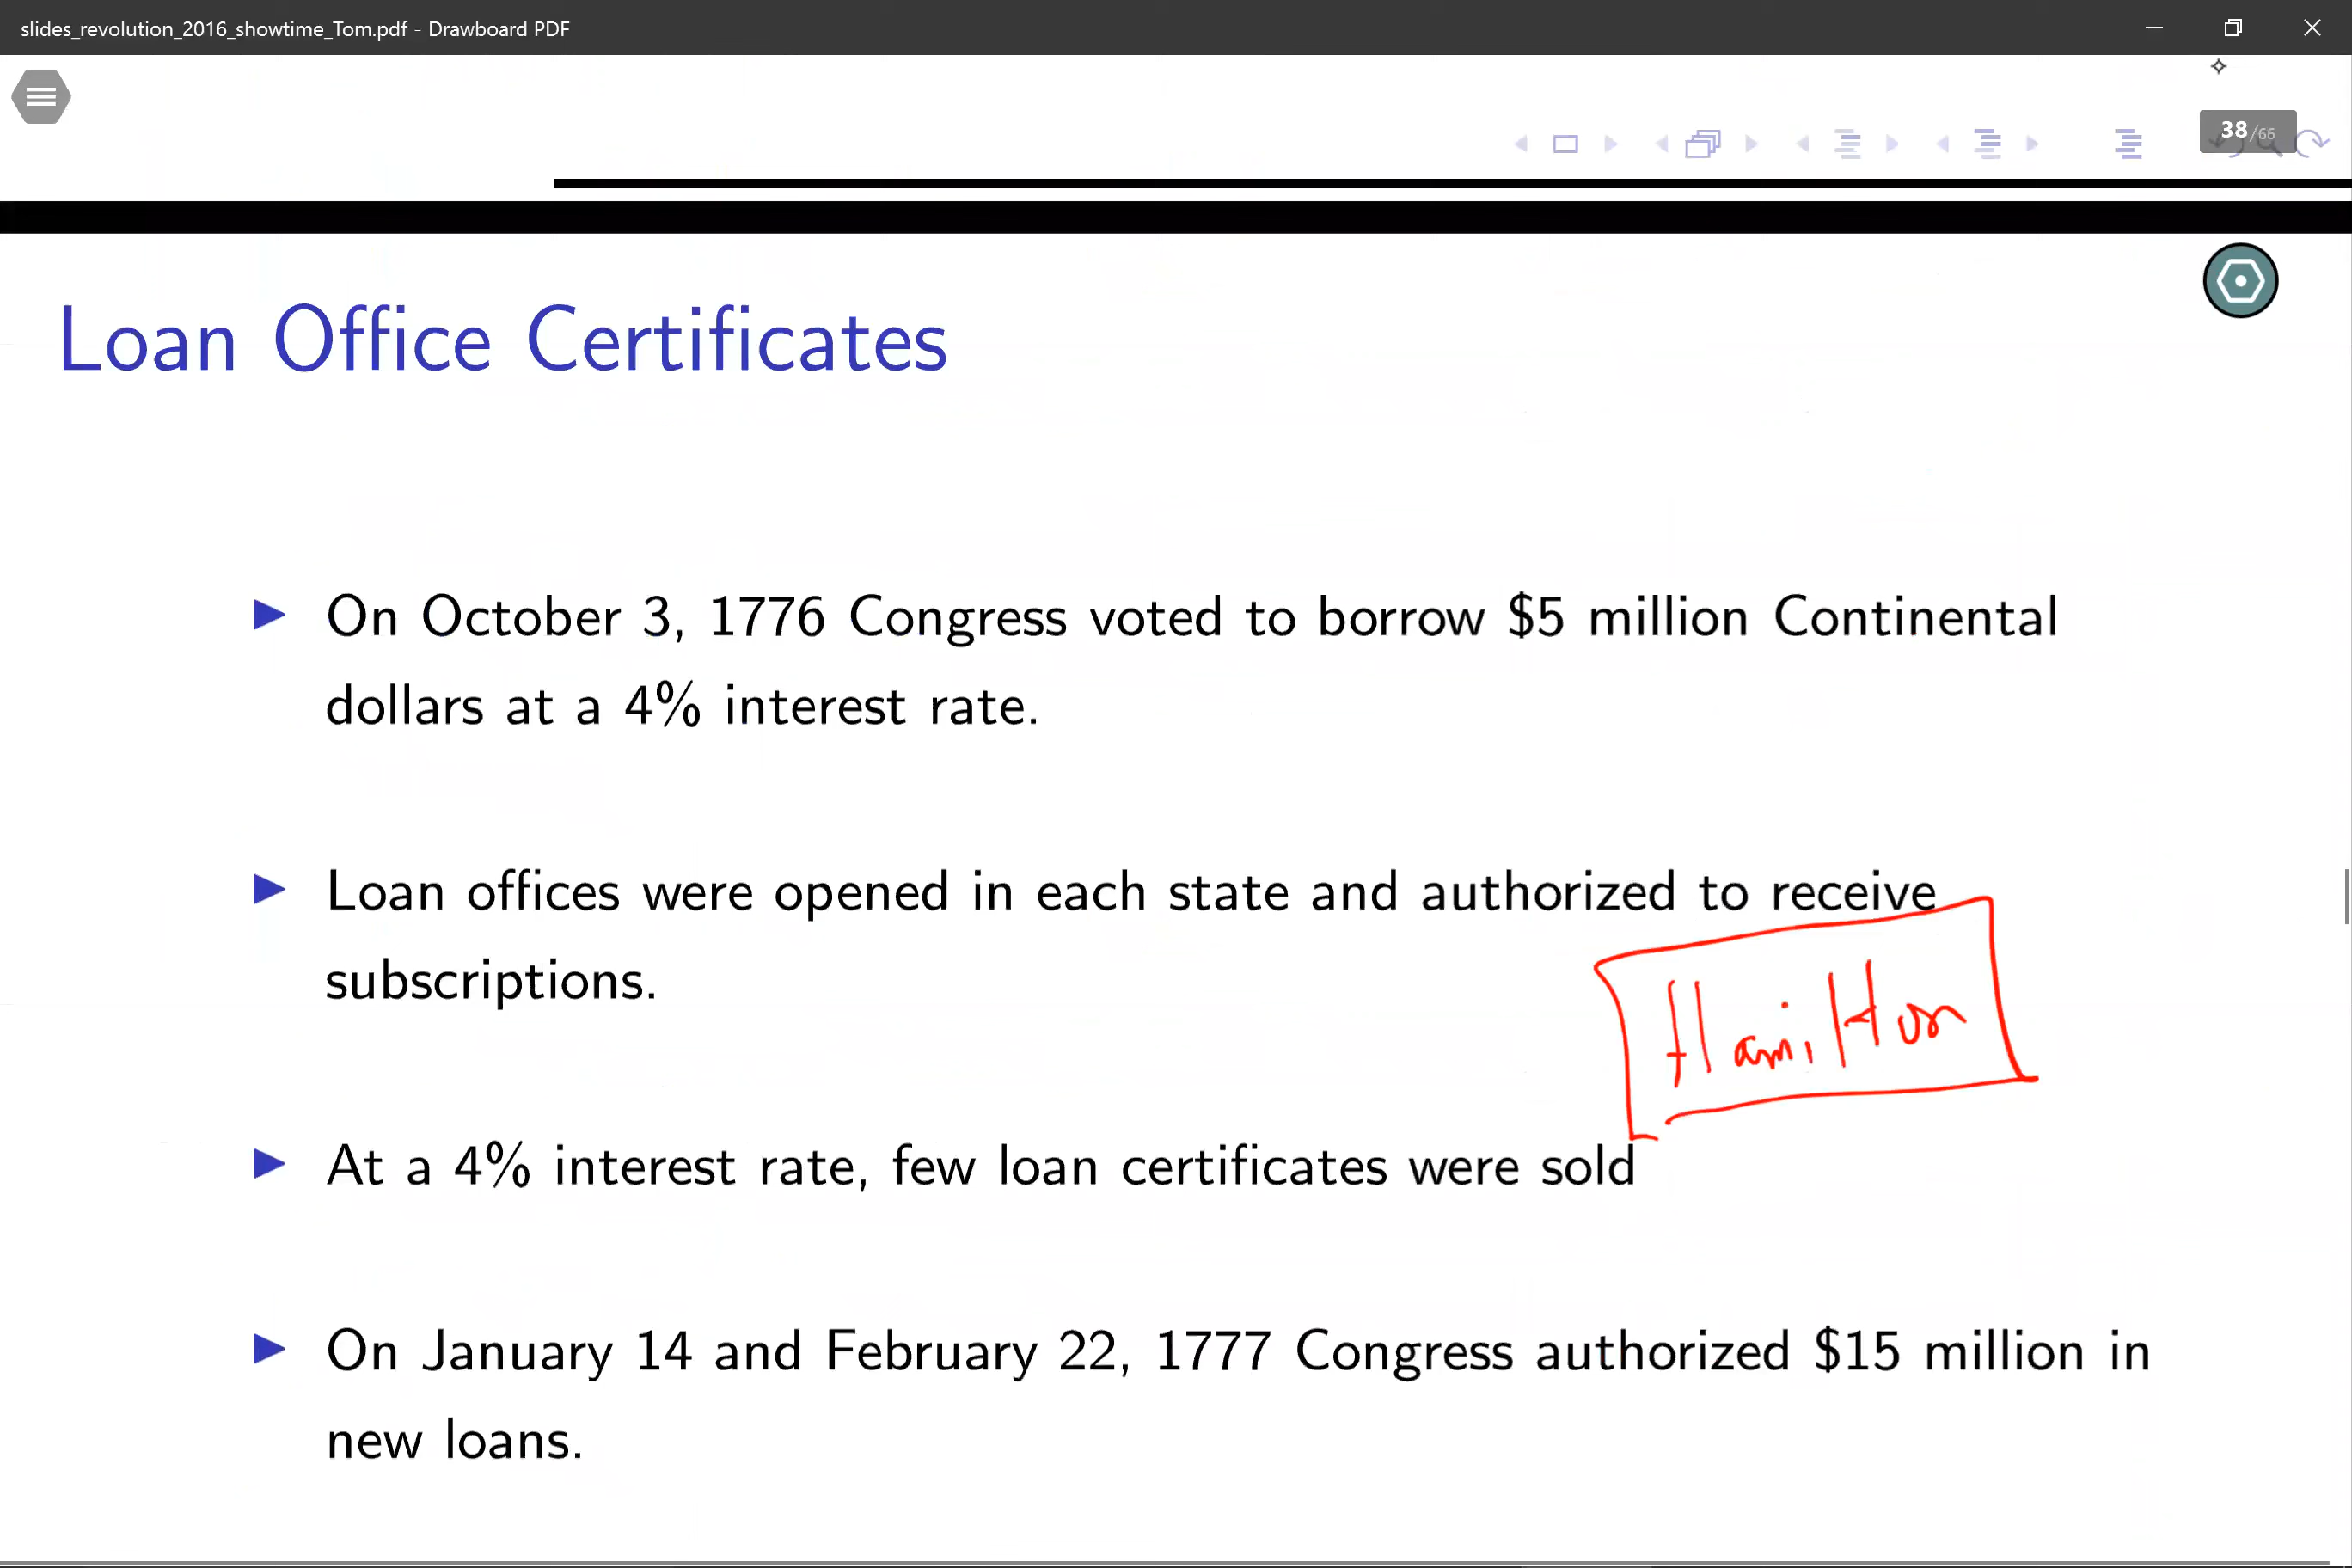 slides_revolution_2016_showtime_Tom.pdf - Drawboard PDF
38/66
Loan Office Certificates
On October 3, 1776 Congress voted to borrow $5 million Continental
dollars at a 4% interest rate.
Loan offices were opened in each state and authorized to receive
subscriptions.
Hamilton
At a 4% interest rate, few loan certificates were sold
On January 14 and February 22, 1777 Congress authorized $15 million in
new loans.